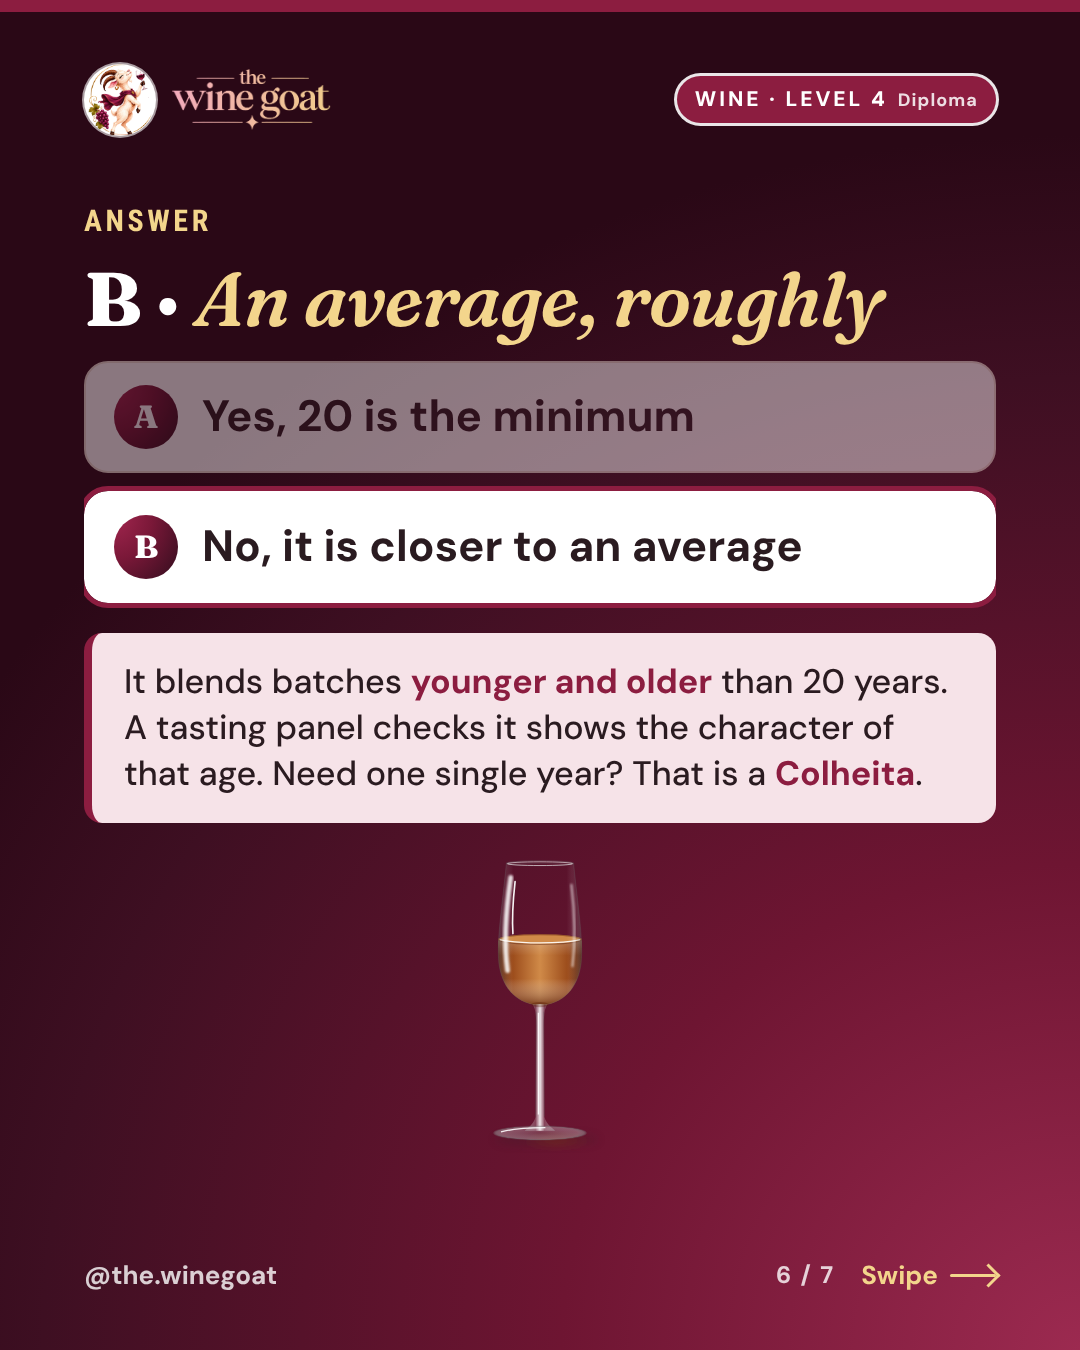 the
wine goat
WINE · LEVEL 4 Diploma
ANSWER
B · An average, roughly
A Yes, 20 is the minimum
B No, it is closer to an average
It blends batches younger and older than 20 years.
A tasting panel checks it shows the character of
that age. Need one single year? That is a Colheita.
@the.winegoat
6 / 7 Swipe